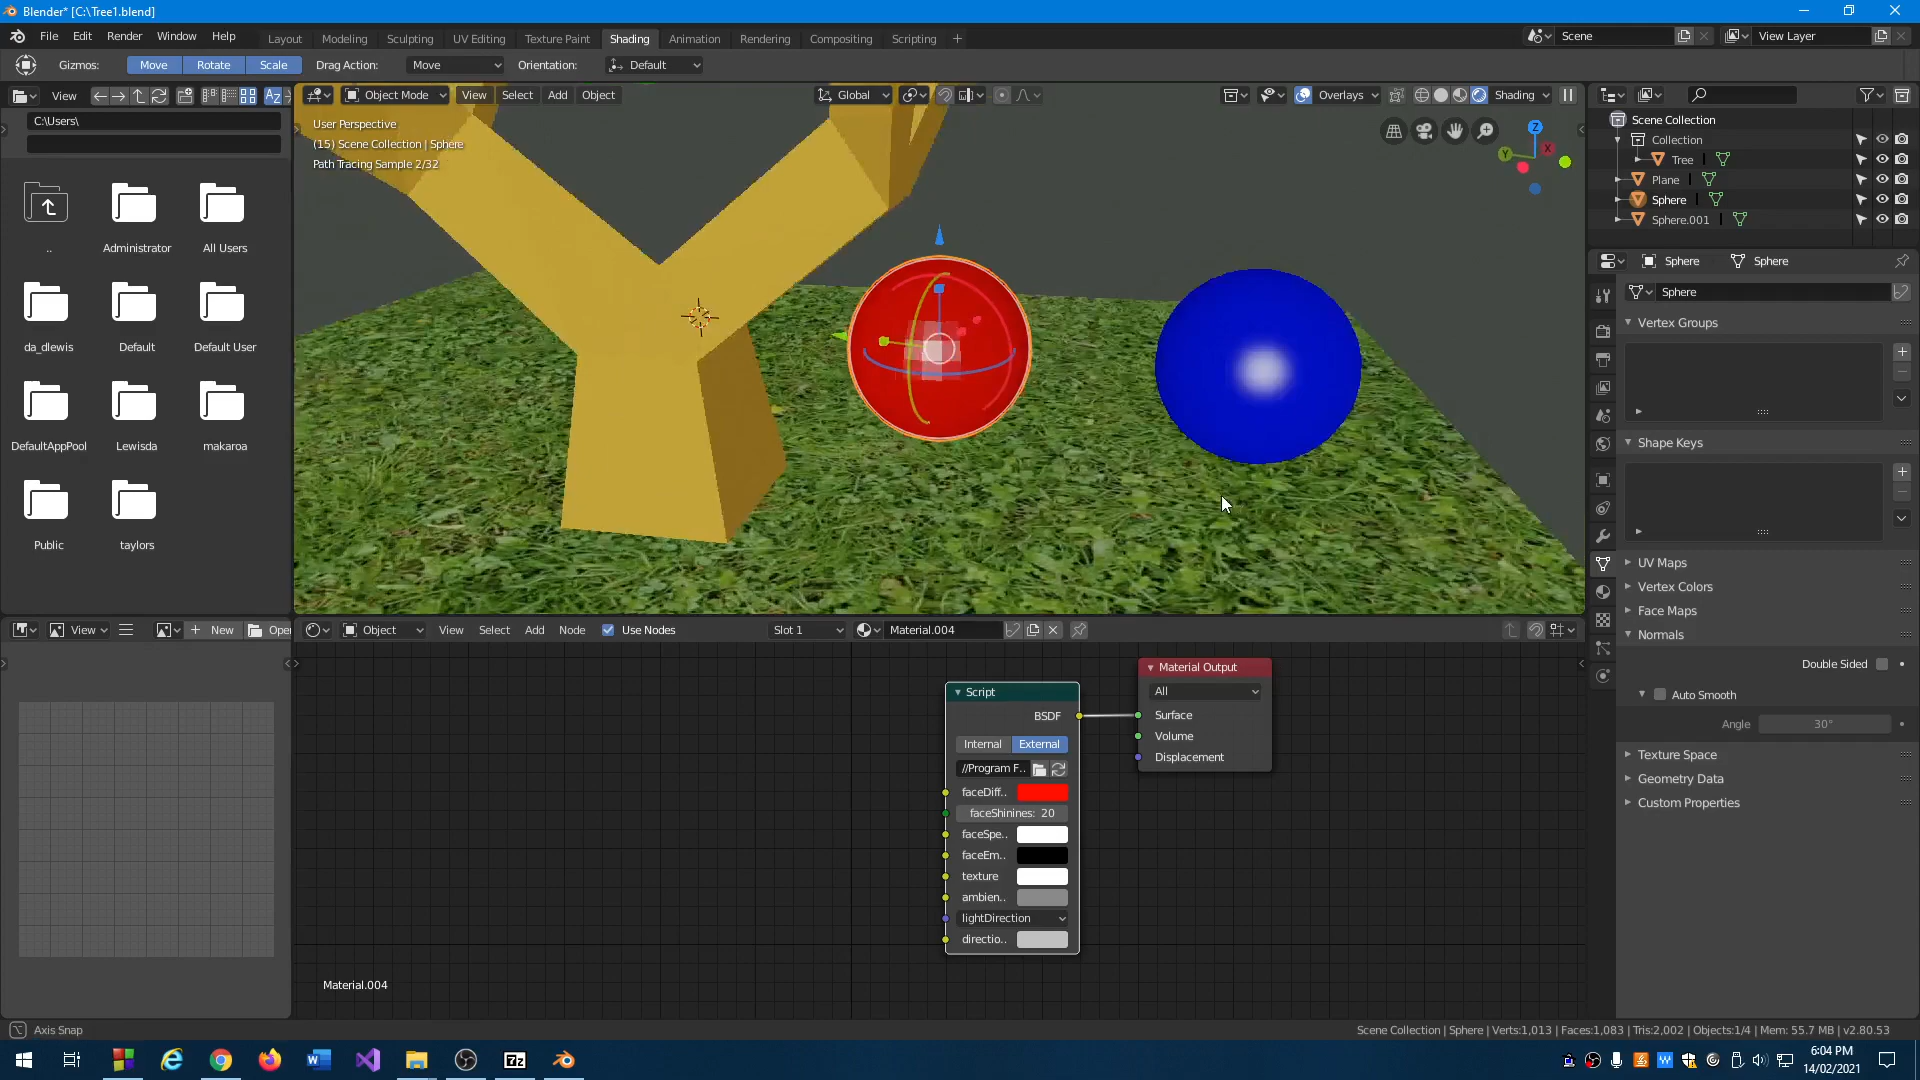 Blender* [C:\Tree1.blend]
File Edit Render Window Help
Layout Modeling Sculpting UV Editing Texture Paint Shading Animation Rendering Compositing Scripting
Scene
View Layer
Gizmos: Move Rotate Scale Drag Action: Move Orientation: Default
View
C:\Users\
..
Administrator
All Users
da_dlewis
Default
Default User
DefaultAppPool
Lewisda
makaroa
Public
taylors
Object Mode View Select Add Object Global Overlays Shading
User Perspective
(15) Scene Collection | Sphere
Path Tracing Sample 2/32
Z
Y
X
Scene Collection
Collection
Tree
Plane
Sphere
Sphere.001
Sphere Sphere
Sphere
Vertex Groups
Shape Keys
UV Maps
Vertex Colors
Face Maps
Normals
Double Sided
Auto Smooth
Angle 30°
Texture Space
Geometry Data
Custom Properties
View New Open
Object View Select Add Node Use Nodes Slot 1 Material.004
Script
BSDF
Internal External
//Program F..
faceDiff..
faceShinines: 20
faceSpe..
faceEm..
texture
ambien..
lightDirection
directio..
Material Output
All
Surface
Volume
Displacement
Material.004
Axis Snap
Scene Collection | Sphere | Verts:1,013 | Faces:1,083 | Tris:2,002 | Objects:1/4 | Mem: 55.7 MB | v2.80.53
6:04 PM
14/02/2021